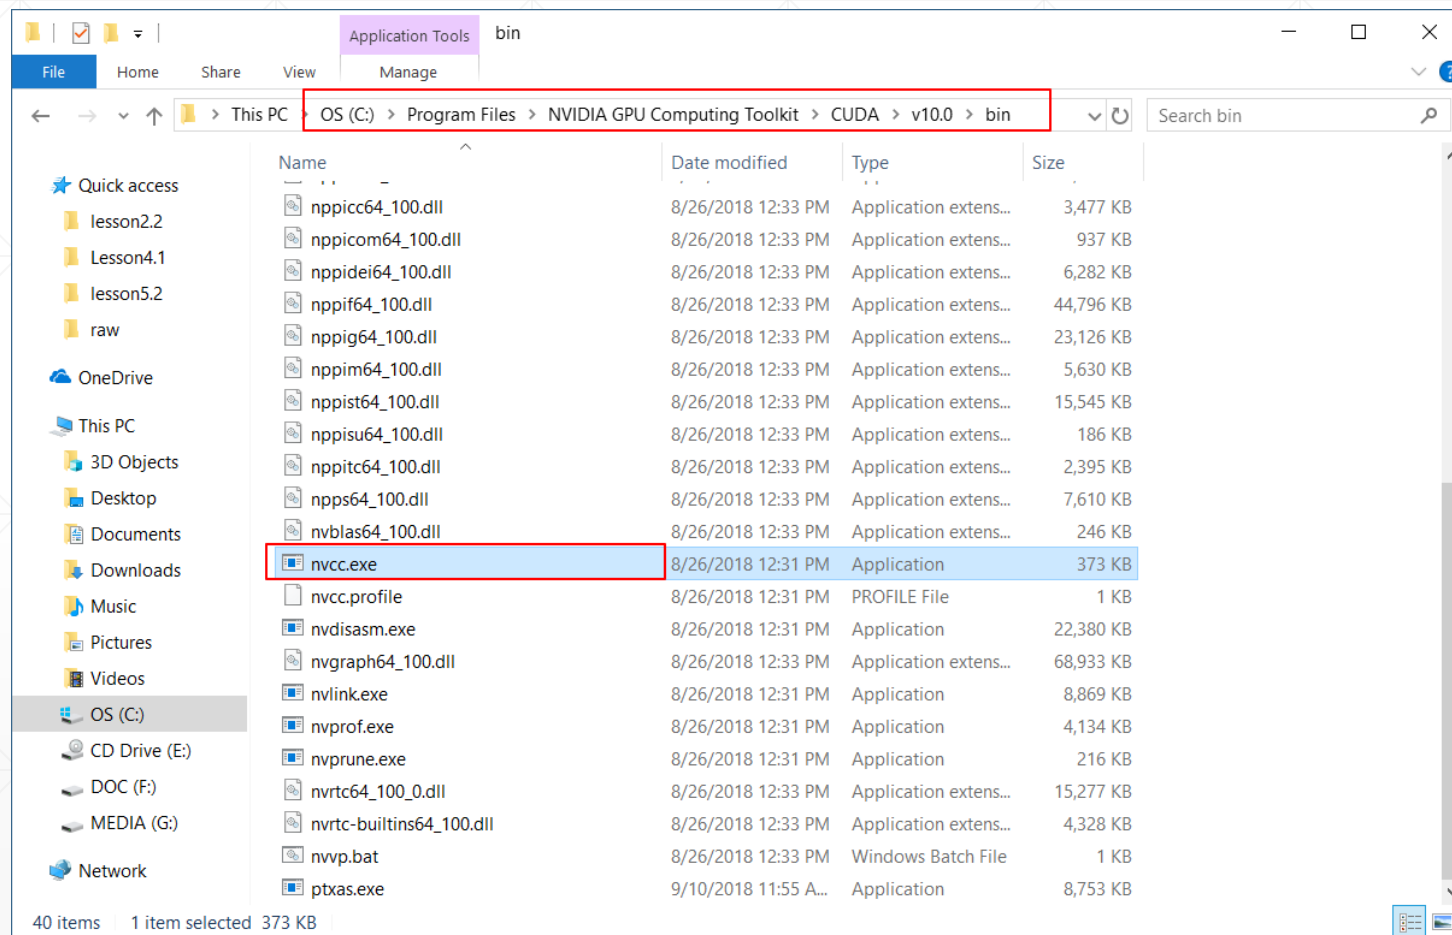 Application Tools bin
File Home Share View Manage
This PC > OS (C:) > Program Files > NVIDIA GPU Computing Toolkit > CUDA > v10.0 > bin Search bin
Name Date modified Type Size
Quick access
lesson2.2
Lesson4.1
lesson5.2
raw
OneDrive
This PC
3D Objects
Desktop
Documents
Downloads
Music
Pictures
Videos
OS (C:)
CD Drive (E:)
DOC (F:)
MEDIA (G:)
Network
nppicc64_100.dll 8/26/2018 12:33 PM Application extens... 3,477 KB
nppicom64_100.dll 8/26/2018 12:33 PM Application extens... 937 KB
nppidei64_100.dll 8/26/2018 12:33 PM Application extens... 6,282 KB
nppif64_100.dll 8/26/2018 12:33 PM Application extens... 44,796 KB
nppig64_100.dll 8/26/2018 12:33 PM Application extens... 23,126 KB
nppim64_100.dll 8/26/2018 12:33 PM Application extens... 5,630 KB
nppist64_100.dll 8/26/2018 12:33 PM Application extens... 15,545 KB
nppisu64_100.dll 8/26/2018 12:33 PM Application extens... 186 KB
nppitc64_100.dll 8/26/2018 12:33 PM Application extens... 2,395 KB
npps64_100.dll 8/26/2018 12:33 PM Application extens... 7,610 KB
nvblas64_100.dll 8/26/2018 12:33 PM Application extens... 246 KB
nvcc.exe 8/26/2018 12:31 PM Application 373 KB
nvcc.profile 8/26/2018 12:31 PM PROFILE File 1 KB
nvdisasm.exe 8/26/2018 12:31 PM Application 22,380 KB
nvgraph64_100.dll 8/26/2018 12:33 PM Application extens... 68,933 KB
nvlink.exe 8/26/2018 12:31 PM Application 8,869 KB
nvprof.exe 8/26/2018 12:31 PM Application 4,134 KB
nvprune.exe 8/26/2018 12:31 PM Application 216 KB
nvrtc64_100_0.dll 8/26/2018 12:33 PM Application extens... 15,277 KB
nvrtc-builtins64_100.dll 8/26/2018 12:33 PM Application extens... 4,328 KB
nvvp.bat 8/26/2018 12:33 PM Windows Batch File 1 KB
ptxas.exe 9/10/2018 11:55 A... Application 8,753 KB
40 items 1 item selected 373 KB